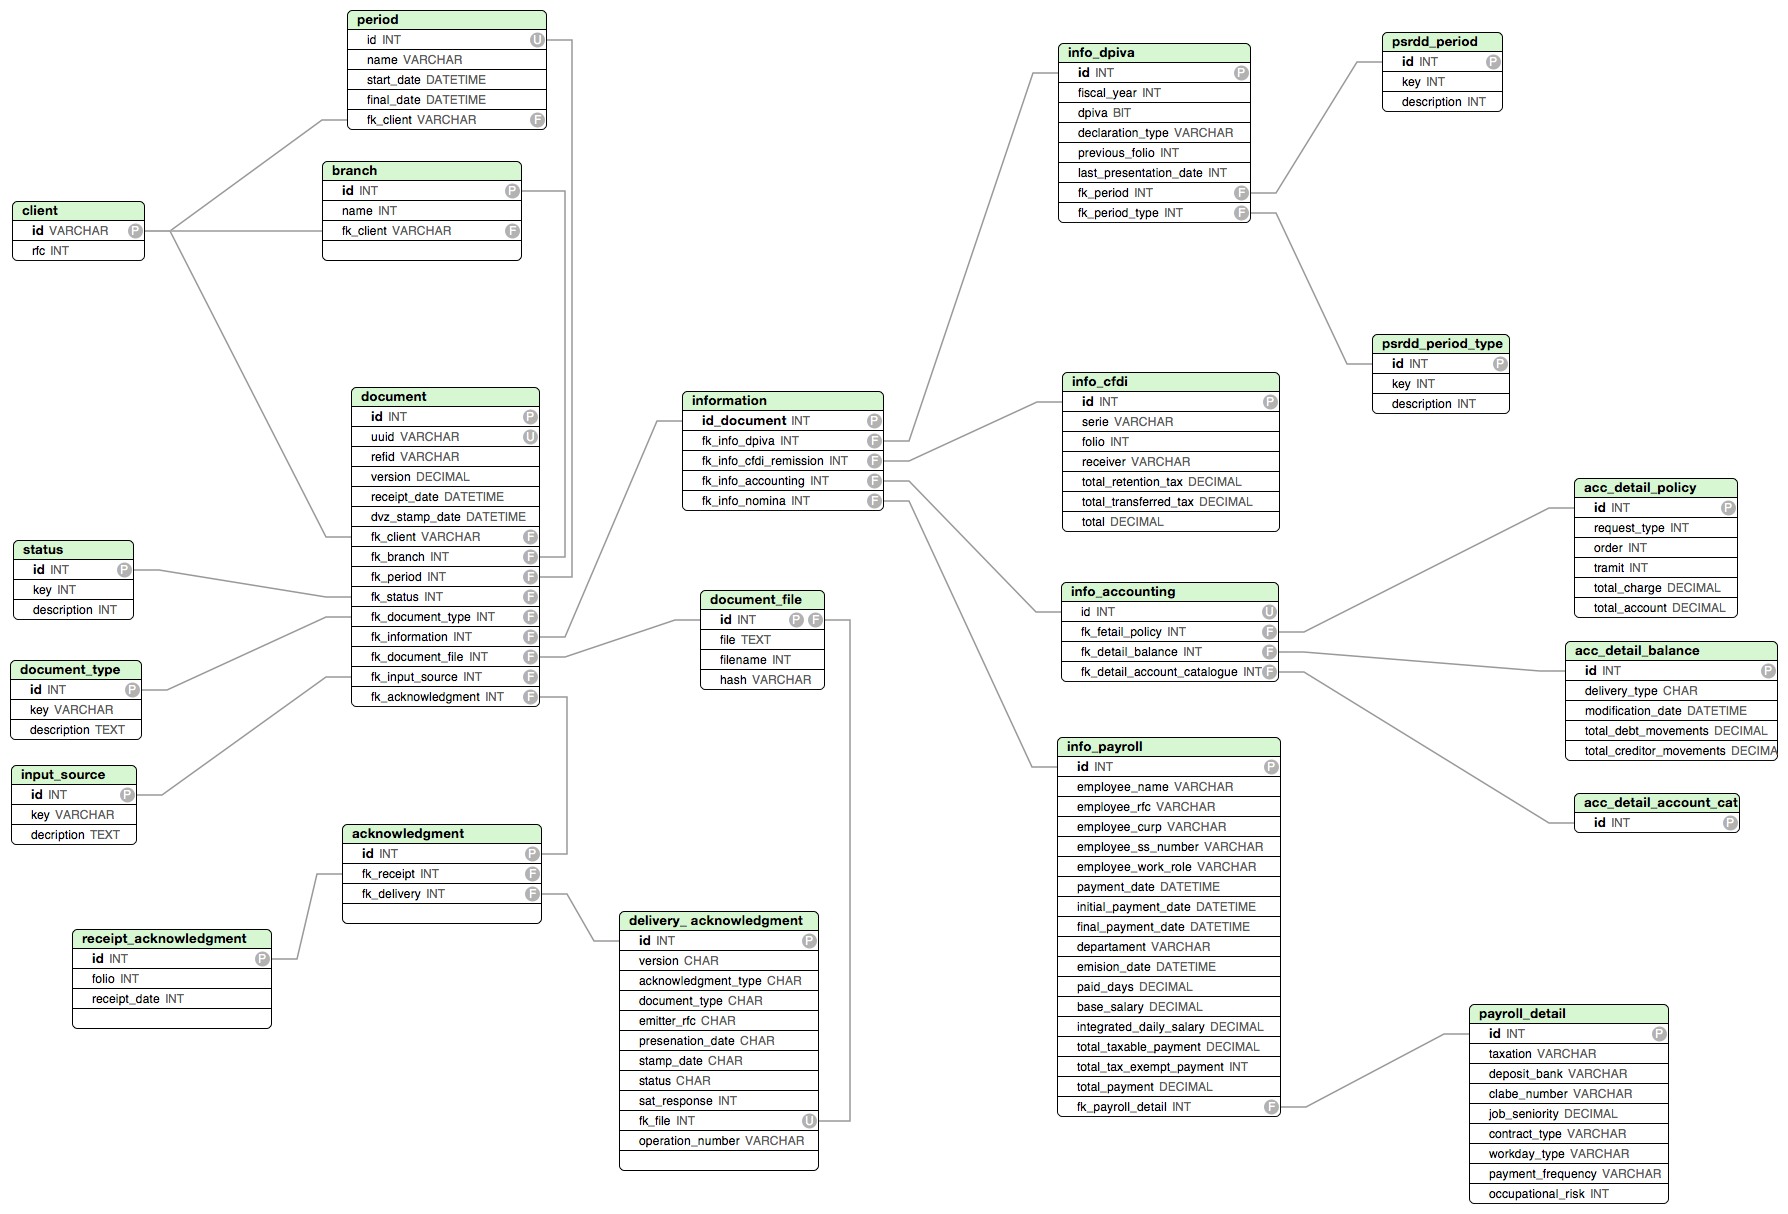 period
id INT U
name VARCHAR
start_date DATETIME
final_date DATETIME
fk_client VARCHAR F
branch
id INT P
name INT
fk_client VARCHAR F
client
id VARCHAR P
rfc INT
document
id INT P
uuid VARCHAR U
refid VARCHAR
version DECIMAL
receipt_date DATETIME
dvz_stamp_date DATETIME
fk_client VARCHAR F
fk_branch INT F
fk_period INT F
fk_status INT F
fk_document_type INT F
fk_information INT F
fk_document_file INT F
fk_input_source INT F
fk_acknowledgment INT F
status
id INT P
key INT
description INT
document_type
id INT P
key VARCHAR
description TEXT
input_source
id INT P
key VARCHAR
decription TEXT
acknowledgment
id INT P
fk_receipt INT F
fk_delivery INT F
receipt_acknowledgment
id INT P
folio INT
receipt_date INT
information
id_document INT P
fk_info_dpiva INT F
fk_info_cfdi_remission INT F
fk_info_accounting INT F
fk_info_nomina INT F
document_file
id INT P F
file TEXT
filename INT
hash VARCHAR
delivery_ acknowledgment
id INT P
version CHAR
acknowledgment_type CHAR
document_type CHAR
emitter_rfc CHAR
presenation_date CHAR
stamp_date CHAR
status CHAR
sat_response INT
fk_file INT U
operation_number VARCHAR
info_dpiva
id INT P
fiscal_year INT
dpiva BIT
declaration_type VARCHAR
previous_folio INT
last_presentation_date INT
fk_period INT F
fk_period_type INT F
psrdd_period
id INT P
key INT
description INT
psrdd_period_type
id INT P
key INT
description INT
info_cfdi
id INT P
serie VARCHAR
folio INT
receiver VARCHAR
total_retention_tax DECIMAL
total_transferred_tax DECIMAL
total DECIMAL
info_accounting
id INT U
fk_fetail_policy INT F
fk_detail_balance INT F
fk_detail_account_catalogue INT F
acc_detail_policy
id INT P
request_type INT
order INT
tramit INT
total_charge DECIMAL
total_account DECIMAL
acc_detail_balance
id INT P
delivery_type CHAR
modification_date DATETIME
total_debt_movements DECIMAL
total_creditor_movements DECIMA
acc_detail_account_cat
id INT P
info_payroll
id INT P
employee_name VARCHAR
employee_rfc VARCHAR
employee_curp VARCHAR
employee_ss_number VARCHAR
employee_work_role VARCHAR
payment_date DATETIME
initial_payment_date DATETIME
final_payment_date DATETIME
departament VARCHAR
emision_date DATETIME
paid_days DECIMAL
base_salary DECIMAL
integrated_daily_salary DECIMAL
total_taxable_payment DECIMAL
total_tax_exempt_payment INT
total_payment DECIMAL
fk_payroll_detail INT F
payroll_detail
id INT P
taxation VARCHAR
deposit_bank VARCHAR
clabe_number VARCHAR
job_seniority DECIMAL
contract_type VARCHAR
workday_type VARCHAR
payment_frequency VARCHAR
occupational_risk INT